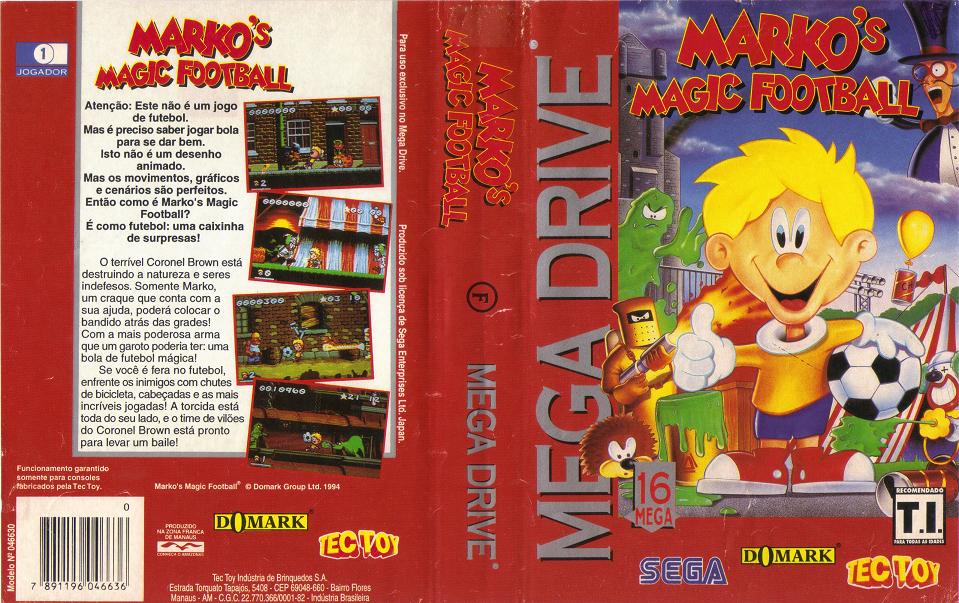 1
JOGADOR
MARKO'S
MAGIC FOOTBALL
Atenção: Este não é um jogo
de futebol.
Mas é preciso saber jogar bola
para se dar bem.
Isto não é um desenho
animado.
Mas os movimentos, gráficos
e cenários são perfeitos.
Então como é Marko's Magic
Football?
É como futebol: uma caixinha
de surpresas!
O terrível Coronel Brown está
destruindo a natureza e seres
indefesos. Somente Marko,
um craque que conta com a
sua ajuda, poderá colocar o
bandido atrás das grades!
Com a mais poderosa arma
que um garoto poderia ter: uma
bola de futebol mágica!
Se você é fera no futebol,
enfrente os inimigos com chutes
de bicicleta, cabeçadas e as mais
incríveis jogadas! A torcida está
toda do seu lado, e o time de vilões
do Coronel Brown está pronto
para levar um baile!
Funcionamento garantido
somente para consoles
fabricados pela Tec Toy.
Marko's Magic Football® © Domark Group Ltd. 1994
Modelo Nº 046630
0
7 891196 046636
PRODUZIDO
NA ZONA FRANCA
DE MANAUS
CONHEÇA O AMAZONAS
DOMARK®
TEC TOY
Tec Toy Indústria de Brinquedos S.A.
Estrada Torquato Tapajós, 5408 - CEP 69048-660 - Bairro Flores
Manaus - AM - C.G.C. 22.770.366/0001-82 - Indústria Brasileira
Para uso exclusivo no Mega Drive.
Produzido sob licença de Sega Enterprises Ltd. Japan.
MARKO'S
MAGIC FOOTBALL
F
MEGA DRIVE®
MEGA DRIVE®
MARKO'S
MAGIC FOOTBALL
16
MEGA
RECOMENDADO
T.I.
PARA TODAS AS IDADES
SEGA
DOMARK®
TEC TOY